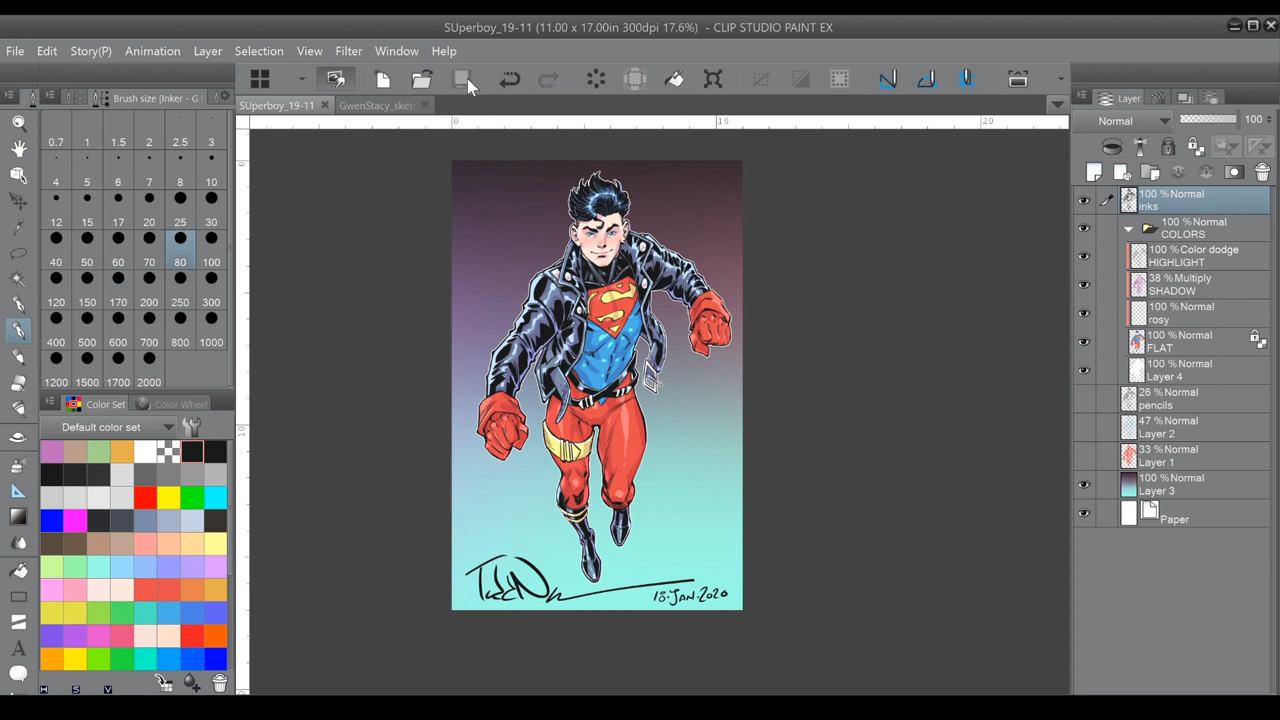 SUperboy_19-11 (11.00 x 17.00in 300dpi 17.6%)  - CLIP STUDIO PAINT EX
File Edit Story(P) Animation Layer Selection View Filter Window Help
Brush size [Inker - G
SUperboy_19-11
GwenStacy_sket
Layer
0 10 20
Normal 100
0.7 1 1.5 2 2.5 3
4 5 6 7 8 10
12 15 17 20 25 30
40 50 60 70 80 100
120 150 170 200 250 300
400 500 600 700 800 1000
1200 1500 1700 2000
Color Set
Color Wheel
Default color set
H S V
100 %Normal
inks
100 %Normal
COLORS
100 %Color dodge
HIGHLIGHT
38 %Multiply
SHADOW
100 %Normal
rosy
100 %Normal
FLAT
100 %Normal
Layer 4
26 %Normal
pencils
47 %Normal
Layer 2
33 %Normal
Layer 1
100 %Normal
Layer 3
Paper
S
18.JAN.2020